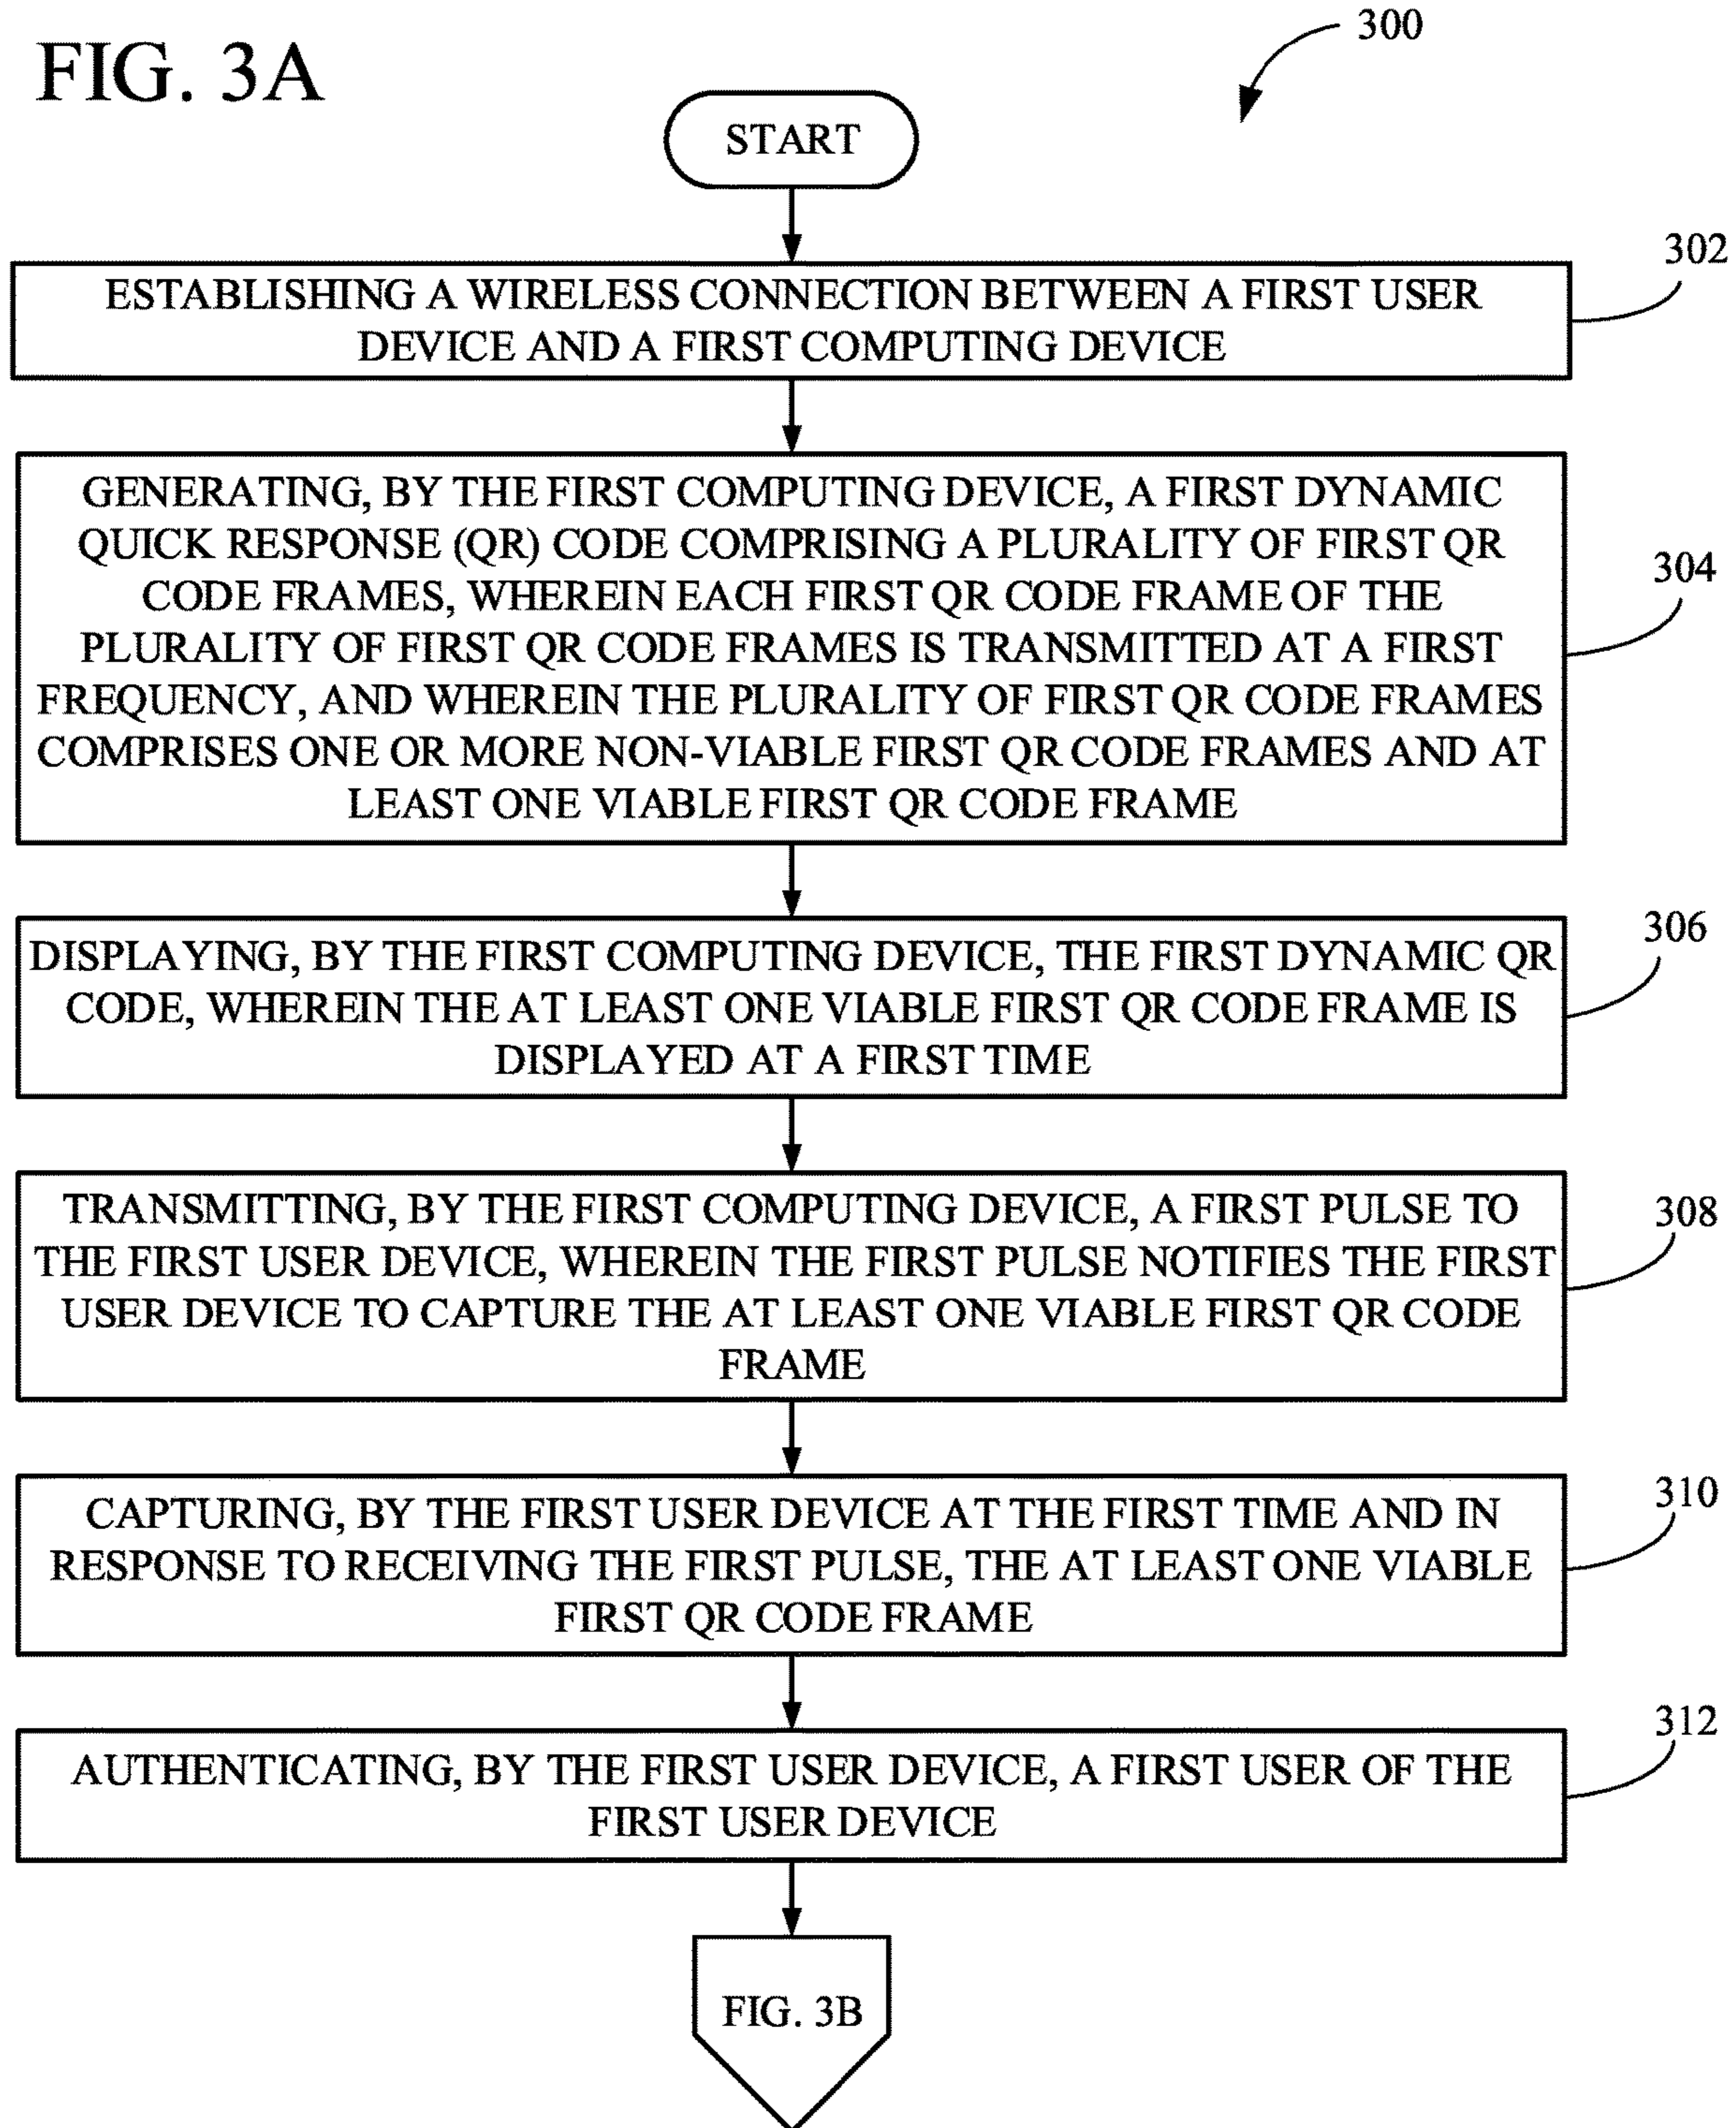 FIG. 3A
300
START
302
ESTABLISHING A WIRELESS CONNECTION BETWEEN A FIRST USER
DEVICE AND A FIRST COMPUTING DEVICE
304
GENERATING, BY THE FIRST COMPUTING DEVICE, A FIRST DYNAMIC
QUICK RESPONSE (QR) CODE COMPRISING A PLURALITY OF FIRST QR
CODE FRAMES, WHEREIN EACH FIRST QR CODE FRAME OF THE
PLURALITY OF FIRST QR CODE FRAMES IS TRANSMITTED AT A FIRST
FREQUENCY, AND WHEREIN THE PLURALITY OF FIRST QR CODE FRAMES
COMPRISES ONE OR MORE NON-VIABLE FIRST QR CODE FRAMES AND AT
LEAST ONE VIABLE FIRST QR CODE FRAME
306
DISPLAYING, BY THE FIRST COMPUTING DEVICE, THE FIRST DYNAMIC QR
CODE, WHEREIN THE AT LEAST ONE VIABLE FIRST QR CODE FRAME IS
DISPLAYED AT A FIRST TIME
308
TRANSMITTING, BY THE FIRST COMPUTING DEVICE, A FIRST PULSE TO
THE FIRST USER DEVICE, WHEREIN THE FIRST PULSE NOTIFIES THE FIRST
USER DEVICE TO CAPTURE THE AT LEAST ONE VIABLE FIRST QR CODE
FRAME
310
CAPTURING, BY THE FIRST USER DEVICE AT THE FIRST TIME AND IN
RESPONSE TO RECEIVING THE FIRST PULSE, THE AT LEAST ONE VIABLE
FIRST QR CODE FRAME
312
AUTHENTICATING, BY THE FIRST USER DEVICE, A FIRST USER OF THE
FIRST USER DEVICE
FIG. 3B